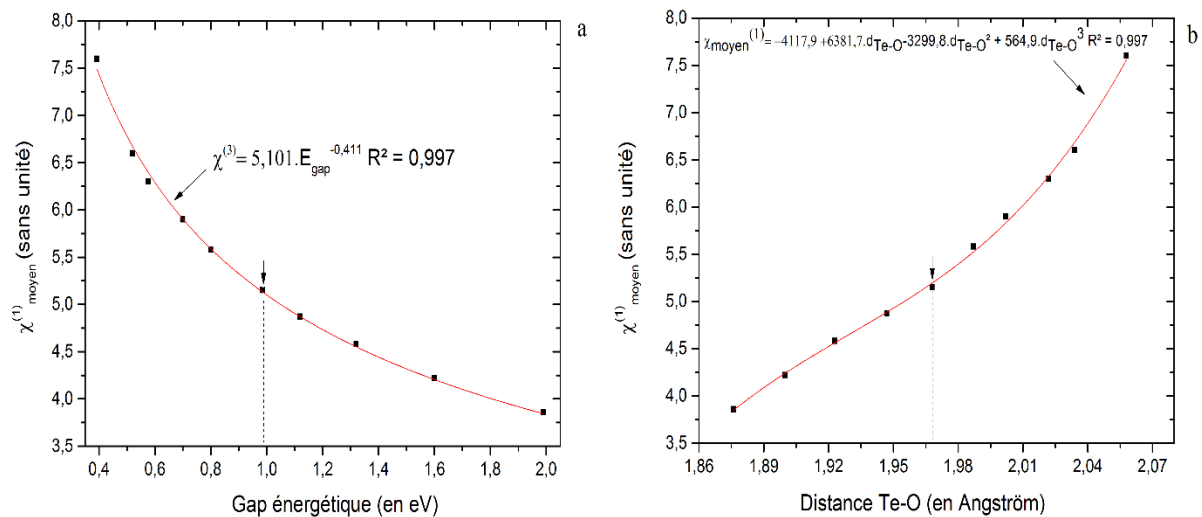 a
8,0
7,5
7,0
6,5
6,0
5,5
5,0
4,5
4,0
3,5
χ(1)moyen (sans unité)
χ(3)= 5,101.Egap-0,411 R² = 0,997
0,4 0,6 0,8 1,0 1,2 1,4 1,6 1,8 2,0
Gap énergétique (en eV)
b
8,0
7,5
7,0
6,5
6,0
5,5
5,0
4,5
4,0
3,5
χ(1)moyen (sans unité)
χmoyen(1)= −4117,9 +6381,7.dTe-O-3299,8.dTe-O² + 564,9.dTe-O3 R² = 0,997
1,86 1,89 1,92 1,95 1,98 2,01 2,04 2,07
Distance Te-O (en Angström)